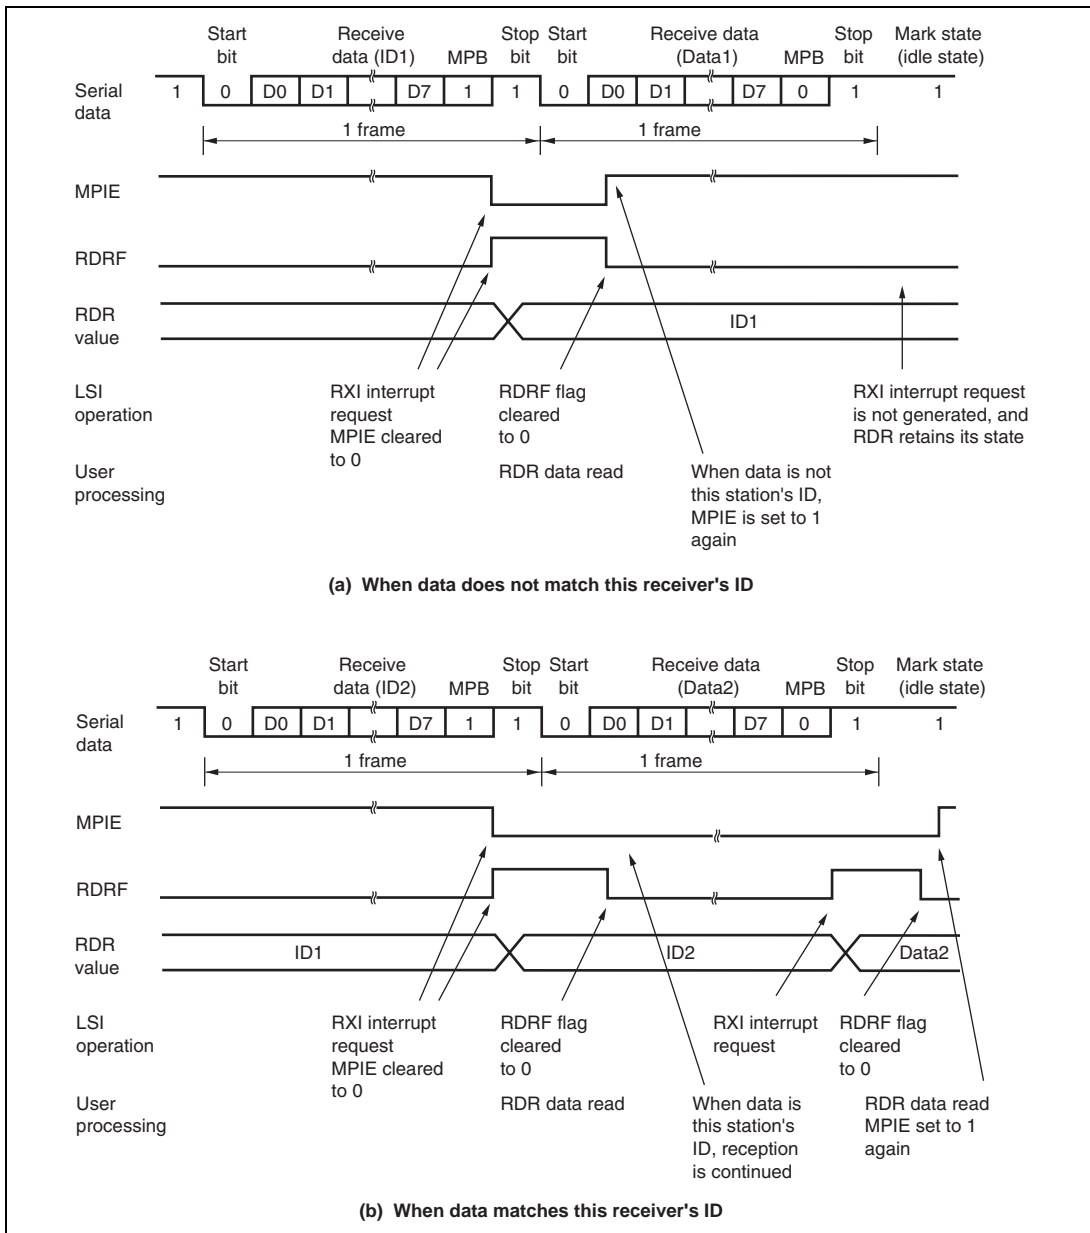 Start bit Receive data (ID1) MPB Stop bit Start bit Receive data (Data1) MPB Stop bit Mark state (idle state)
Serial data 1 0 D0 D1 D7 1 1 0 D0 D1 D7 0 1 1
1 frame 1 frame
MPIE
RDRF
RDR value ID1
LSI operation
RXI interrupt request MPIE cleared to 0
RDRF flag cleared to 0
RXI interrupt request is not generated, and RDR retains its state
User processing
RDR data read
When data is not this station's ID, MPIE is set to 1 again
(a) When data does not match this receiver's ID
Start bit Receive data (ID2) MPB Stop bit Start bit Receive data (Data2) MPB Stop bit Mark state (idle state)
Serial data 1 0 D0 D1 D7 1 1 0 D0 D1 D7 0 1 1
1 frame 1 frame
MPIE
RDRF
RDR value ID1 ID2 Data2
LSI operation
RXI interrupt request MPIE cleared to 0
RDRF flag cleared to 0
RXI interrupt request
RDRF flag cleared to 0
User processing
RDR data read
When data is this station's ID, reception is continued
RDR data read MPIE set to 1 again
(b) When data matches this receiver's ID